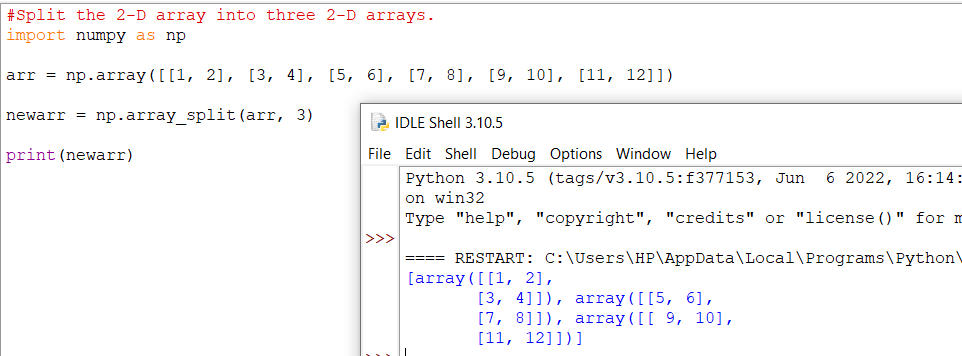 #Split the 2-D array into three 2-D arrays.
import numpy as np
arr = np.array([[1, 2], [3, 4], [5, 6], [7, 8], [9, 10], [11, 12]])
newarr = np.array_split(arr, 3)
print(newarr)
IDLE Shell 3.10.5
File Edit Shell Debug Options Window Help
Python 3.10.5 (tags/v3.10.5:f377153, Jun  6 2022, 16:14:
on win32
Type "help", "copyright", "credits" or "license()" for m
>>>
==== RESTART: C:\Users\HP\AppData\Local\Programs\Python\
[array([[1, 2],
       [3, 4]]), array([[5, 6],
       [7, 8]]), array([[ 9, 10],
       [11, 12]])]
>>>